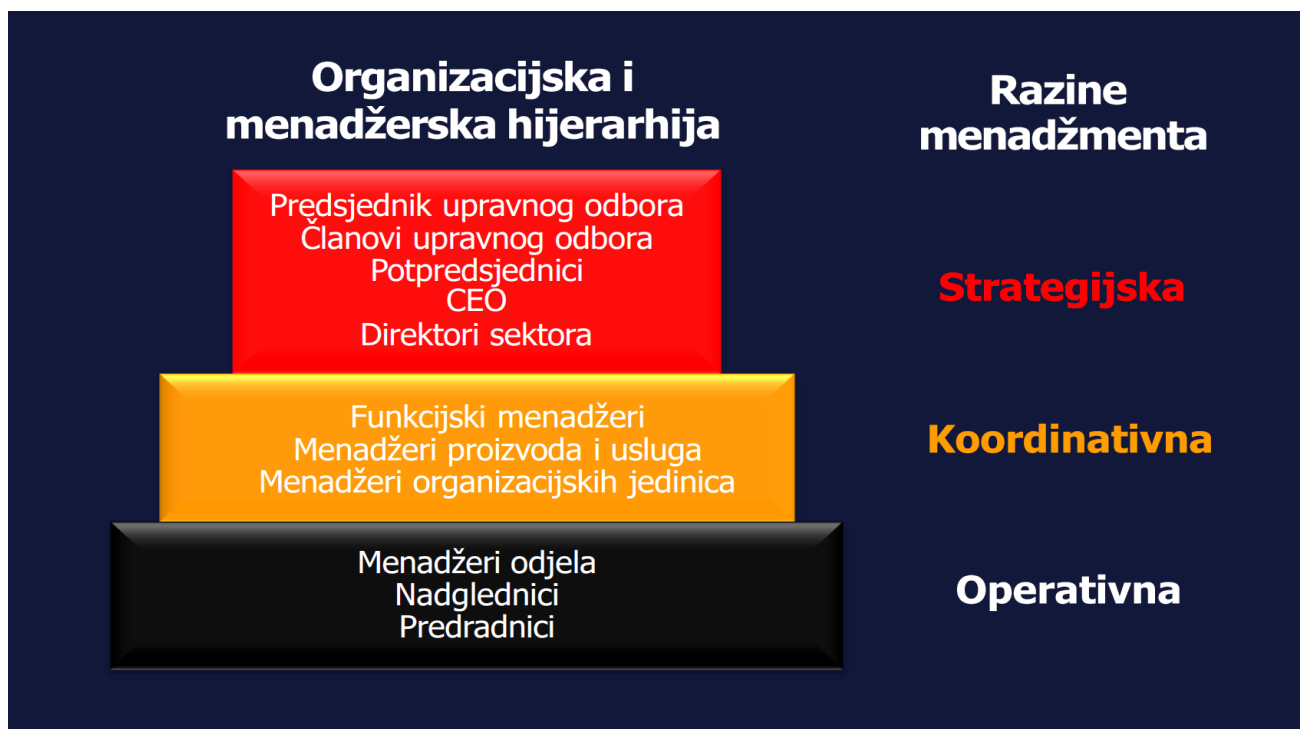 Organizacijska i
menadžerska hijerarhija
Razine
menadžmenta
Predsjednik upravnog odbora
Članovi upravnog odbora
Potpredsjednici
CEO
Direktori sektora
Strategijska
Funkcijski menadžeri
Menadžeri proizvoda i usluga
Menadžeri organizacijskih jedinica
Koordinativna
Menadžeri odjela
Nadglednici
Predradnici
Operativna